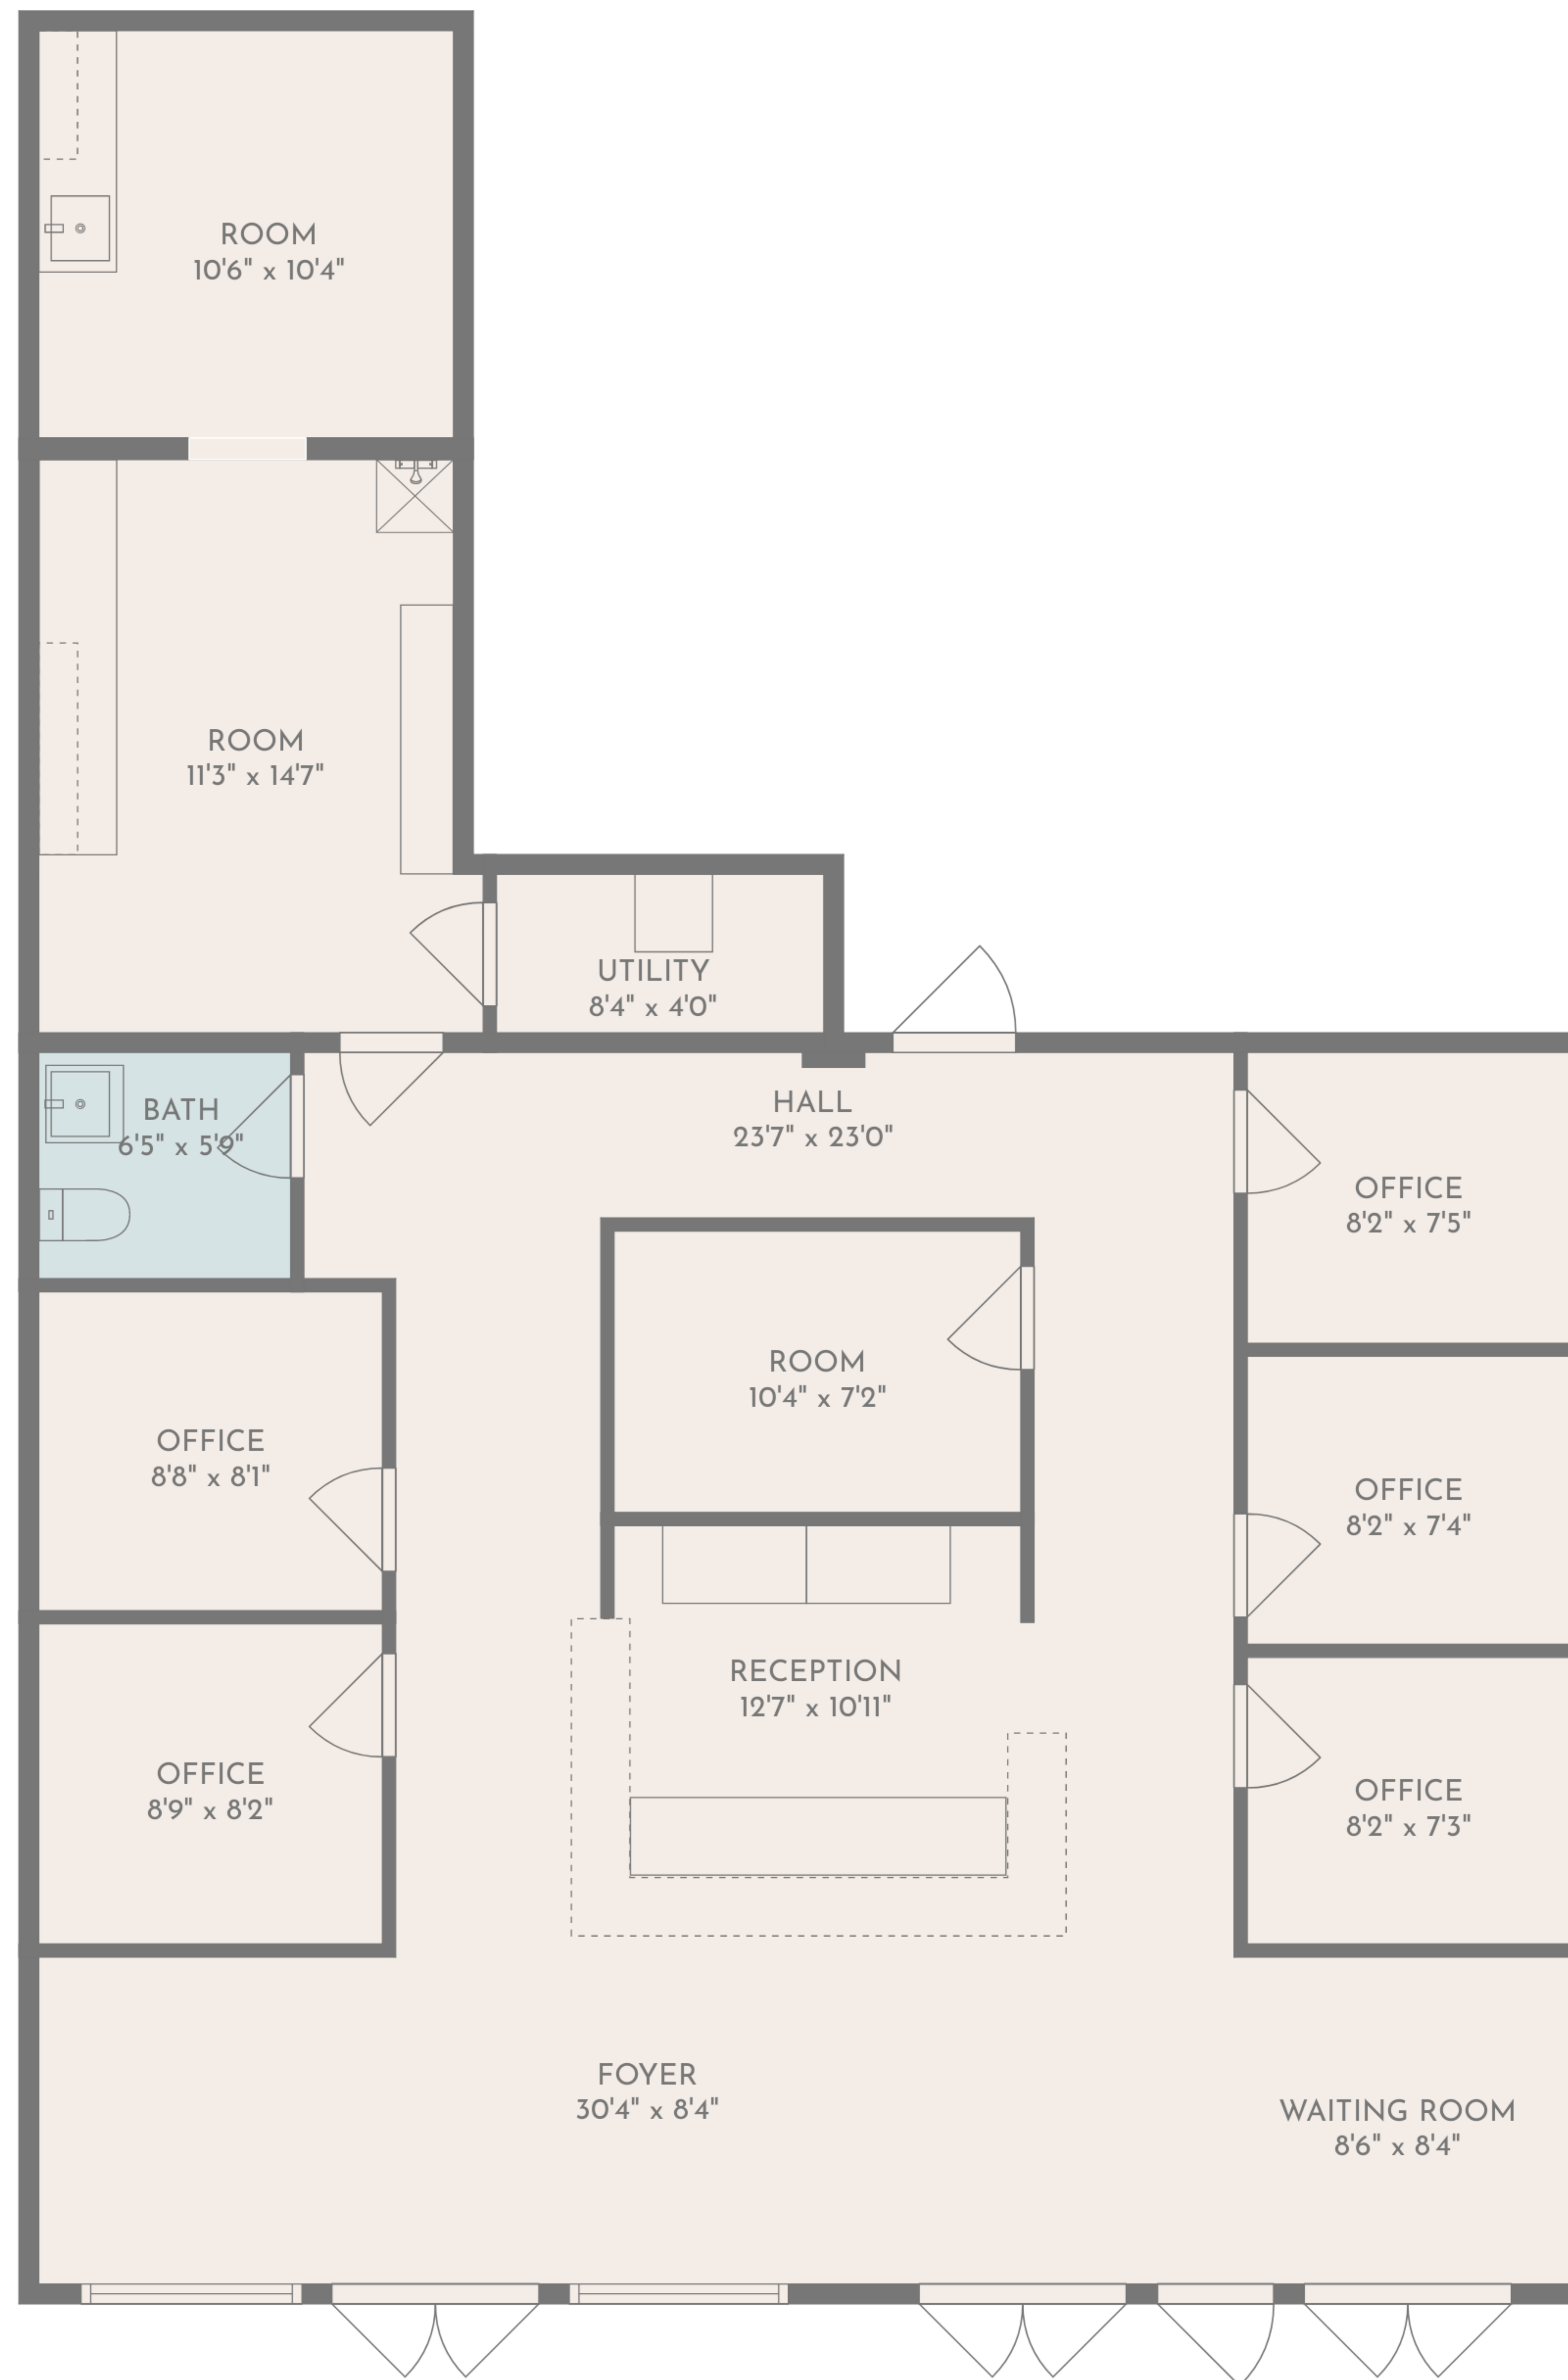 ROOM
10'6" x 10'4"
ROOM
11'3" x 14'7"
UTILITY
8'4" x 4'0"
HALL
23'7" x 23'0"
BATH
6'5" x 5'9"
OFFICE
8'2" x 7'5"
ROOM
10'4" x 7'2"
OFFICE
8'8" x 8'1"
OFFICE
8'2" x 7'4"
RECEPTION
12'7" x 10'11"
OFFICE
8'9" x 8'2"
OFFICE
8'2" x 7'3"
FOYER
30'4" x 8'4"
WAITING ROOM
8'6" x 8'4"